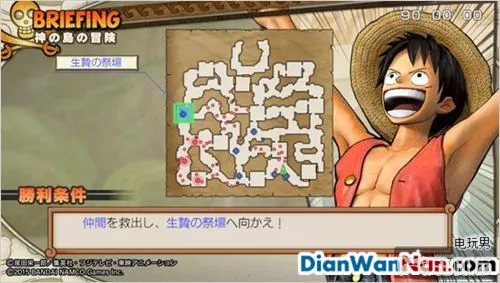 BRIEFING
90 60/00
神の島の冒険
生贄の祭壇
勝利条件
仲間を救出し、生贄の祭壇へ向かえ!
电玩男
©尾田栄一郎/集英社・フジテレビ・東映アニメーション
©2015 BANDAI NAMCO Games Inc.
DianWanNan.com